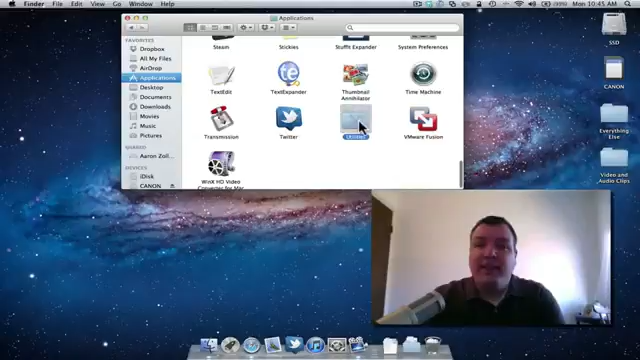 Finder File Edit View Go Window Help
Mon 10:45 AM
Applications
FAVORITES
Dropbox
All My Files
AirDrop
Applications
Desktop
Documents
Downloads
Movies
Music
Pictures
SHARED
Aaron Zoll...
DEVICES
iDisk
CANON
Steam
Stickies
StuffIt Expander
System Preferences
TextEdit
TextExpander
Thumbnail
Annihilator
Time Machine
Transmission
Twitter
Utilities
VMware Fusion
WinX HD Video
Converter for Mac
SSD
CANON
Everything
Else
Video and
Audio Clips